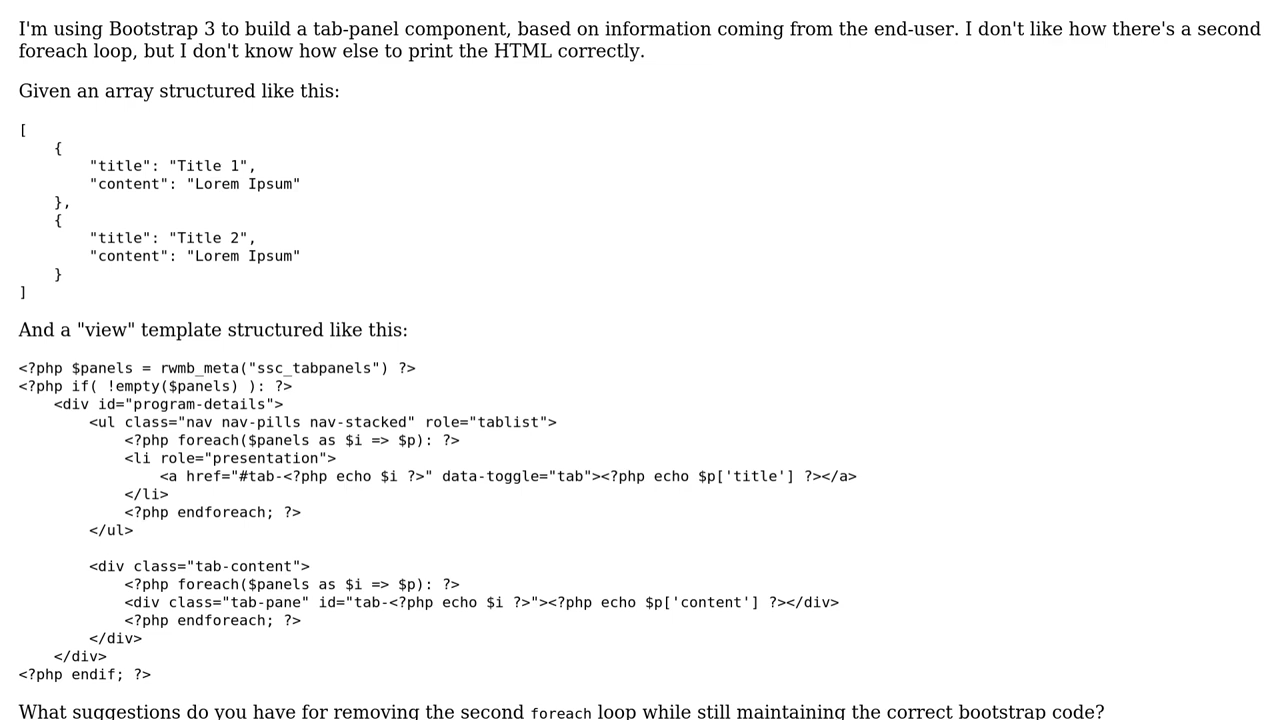 I'm using Bootstrap 3 to build a tab-panel component, based on information coming from the end-user. I don't like how there's a second
foreach loop, but I don't know how else to print the HTML correctly.
Given an array structured like this:
[
    {
        "title": "Title 1",
        "content": "Lorem Ipsum"
    },
    {
        "title": "Title 2",
        "content": "Lorem Ipsum"
    }
]
And a "view" template structured like this:
<?php $panels = rwmb_meta("ssc_tabpanels") ?>
<?php if( !empty($panels) ): ?>
    <div id="program-details">
        <ul class="nav nav-pills nav-stacked" role="tablist">
            <?php foreach($panels as $i => $p): ?>
            <li role="presentation">
                <a href="#tab-<?php echo $i ?>" data-toggle="tab"><?php echo $p['title'] ?></a>
            </li>
            <?php endforeach; ?>
        </ul>

        <div class="tab-content">
            <?php foreach($panels as $i => $p): ?>
            <div class="tab-pane" id="tab-<?php echo $i ?>"><?php echo $p['content'] ?></div>
            <?php endforeach; ?>
        </div>
    </div>
<?php endif; ?>
What suggestions do you have for removing the second foreach loop while still maintaining the correct bootstrap code?